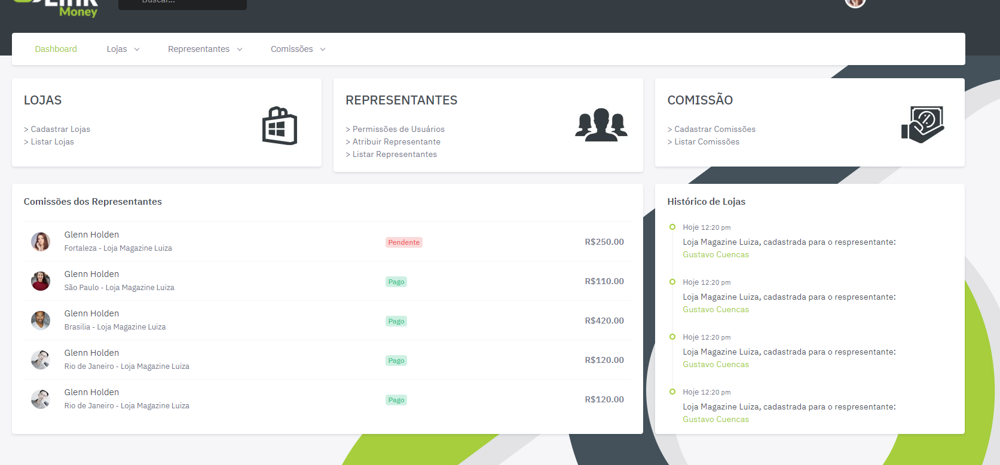 Link
Money
Buscar...
Dashboard Lojas Representantes Comissões
LOJAS
> Cadastrar Lojas
> Listar Lojas
REPRESENTANTES
> Permissões de Usuários
> Atribuir Representante
> Listar Representantes
COMISSÃO
> Cadastrar Comissões
> Listar Comissões
Comissões dos Representantes
Glenn Holden
Fortaleza - Loja Magazine Luiza
Pendente
R$250.00
Glenn Holden
São Paulo - Loja Magazine Luiza
Pago
R$110.00
Glenn Holden
Brasilia - Loja Magazine Luiza
Pago
R$420.00
Glenn Holden
Rio de Janeiro - Loja Magazine Luiza
Pago
R$120.00
Glenn Holden
Rio de Janeiro - Loja Magazine Luiza
Pago
R$120.00
Histórico de Lojas
Hoje 12:20 pm
Loja Magazine Luiza, cadastrada para o respresentante:
Gustavo Cuencas
Hoje 12:20 pm
Loja Magazine Luiza, cadastrada para o respresentante:
Gustavo Cuencas
Hoje 12:20 pm
Loja Magazine Luiza, cadastrada para o respresentante:
Gustavo Cuencas
Hoje 12:20 pm
Loja Magazine Luiza, cadastrada para o respresentante:
Gustavo Cuencas